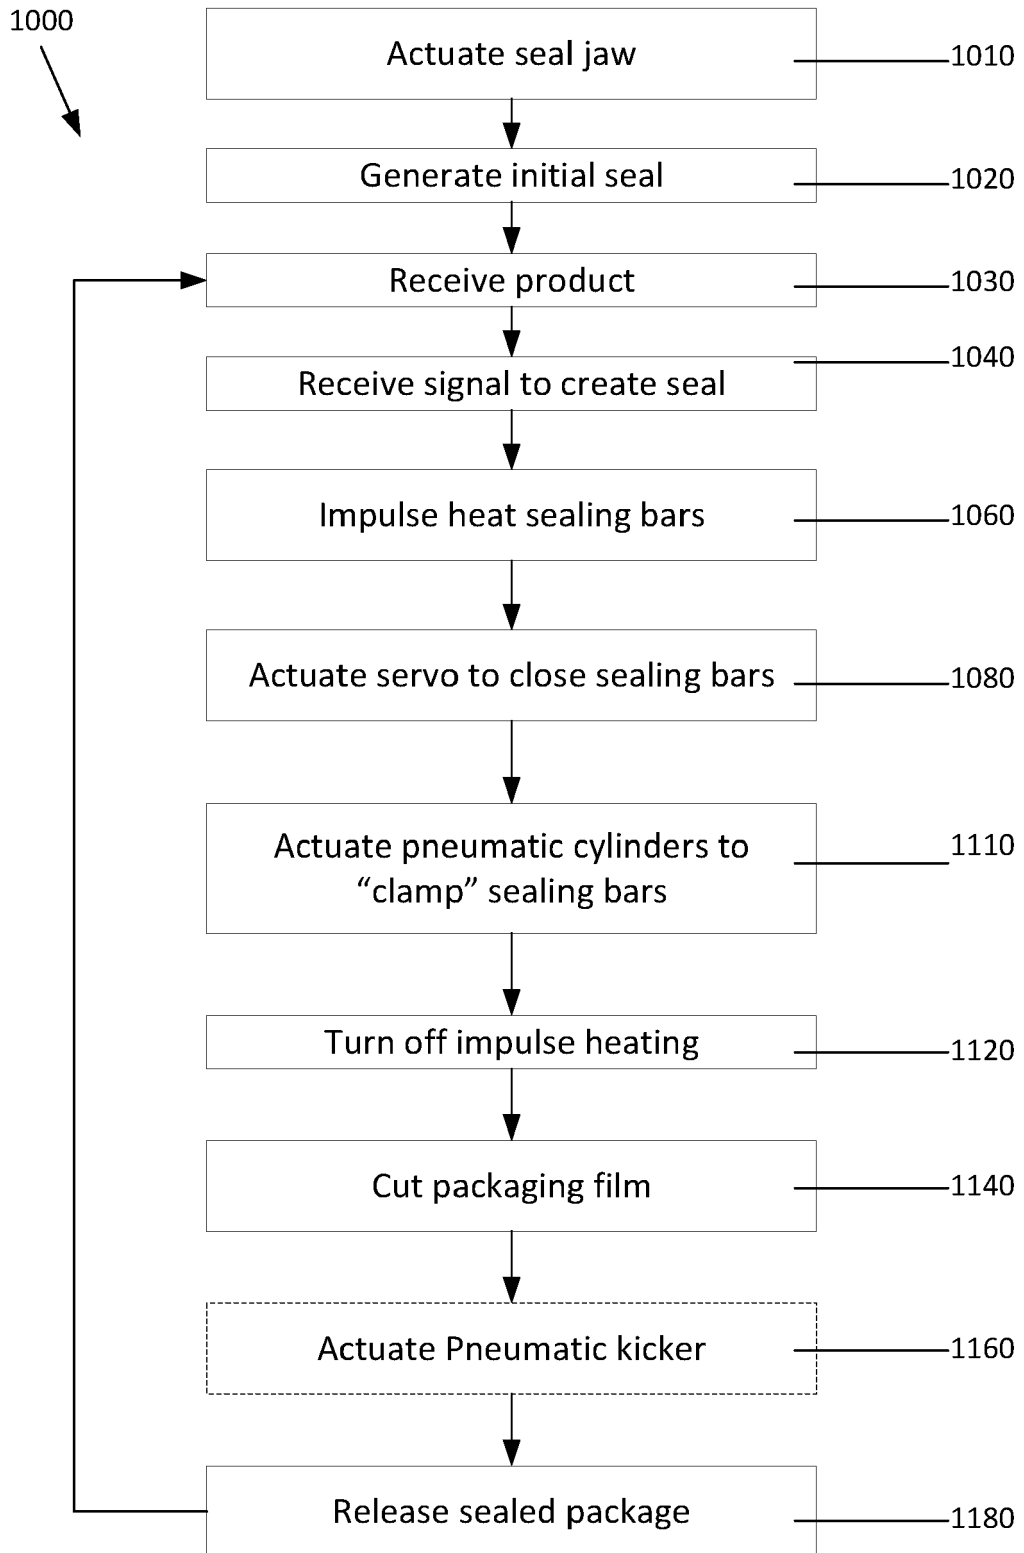 1000
Actuate seal jaw
1010
Generate initial seal
1020
Receive product
1030
Receive signal to create seal
1040
Impulse heat sealing bars
1060
Actuate servo to close sealing bars
1080
Actuate pneumatic cylinders to
“clamp” sealing bars
1110
Turn off impulse heating
1120
Cut packaging film
1140
Actuate Pneumatic kicker
1160
Release sealed package
1180